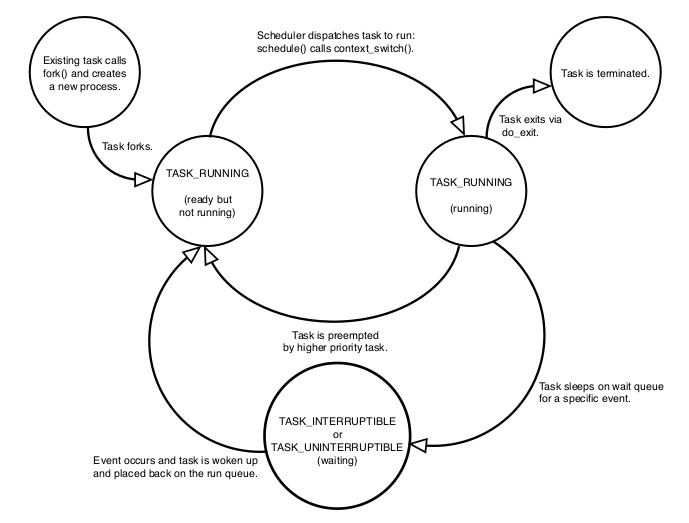 Scheduler dispatches task to run:
schedule() calls context_switch().
Existing task calls
fork() and creates
a new process.
Task is terminated.
Task exits via
do_exit.
Task forks.
TASK_RUNNING
(ready but
not running)
TASK_RUNNING
(running)
Task is preempted
by higher priority task.
Task sleeps on wait queue
for a specific event.
TASK_INTERRUPTIBLE
or
TASK_UNINTERRUPTIBLE
(waiting)
Event occurs and task is woken up
and placed back on the run queue.